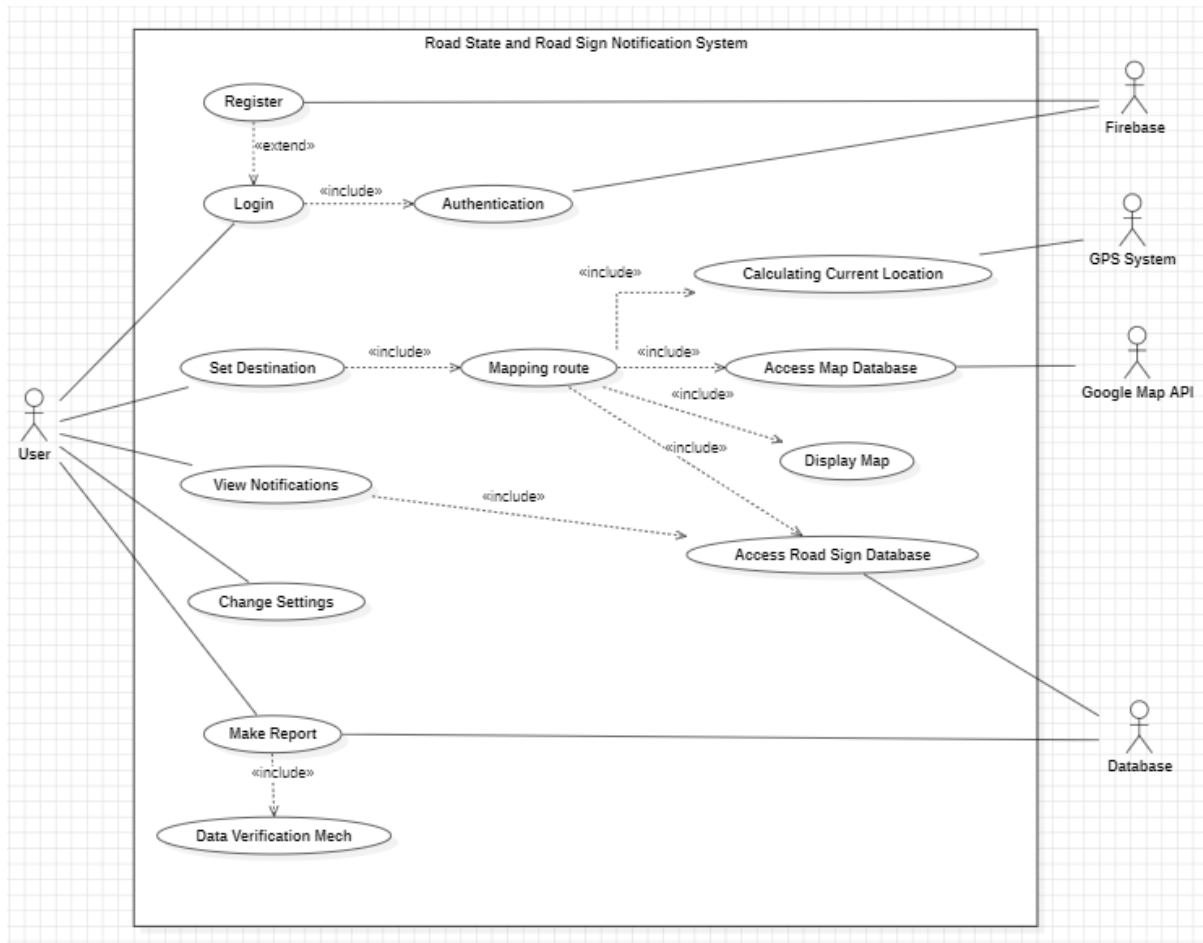 Road State and Road Sign Notification System
Register
Firebase
«extend»
«include»
Login
Authentication
GPS System
«include»
Calculating Current Location
«include»
«include»
Set Destination
Mapping route
Access Map Database
Google Map API
«include»
User
«include»
Display Map
View Notifications
«include»
Access Road Sign Database
Change Settings
Make Report
Database
«include»
Data Verification Mech